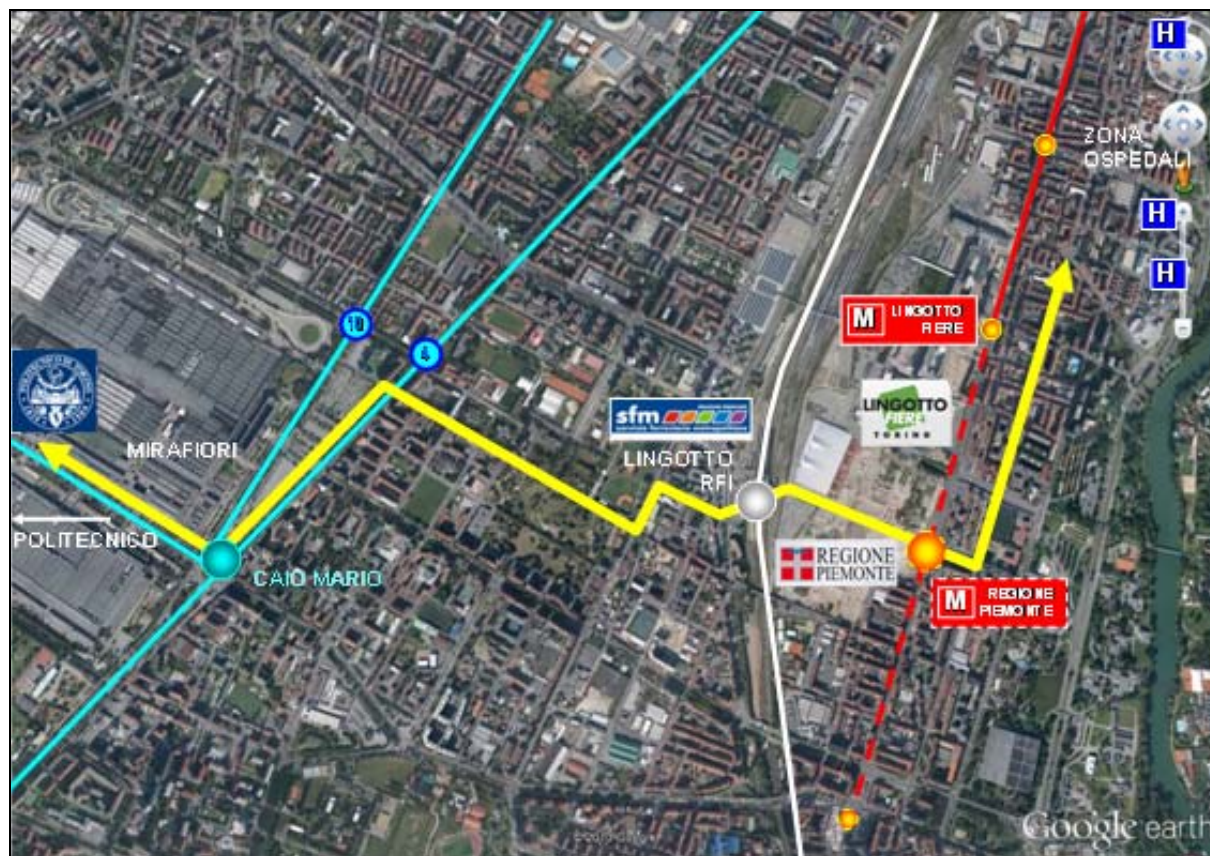 H
ZONA
OSPEDALI
H
H
M LINGOTTO
FIERE
10
4
LINGOTTO
FIERE
TORINO
sfm
MIRAFIORI
LINGOTTO
RFI
POLITECNICO
CAIO MARIO
REGIONE
PIEMONTE
M REGIONE
PIEMONTE
Google earth